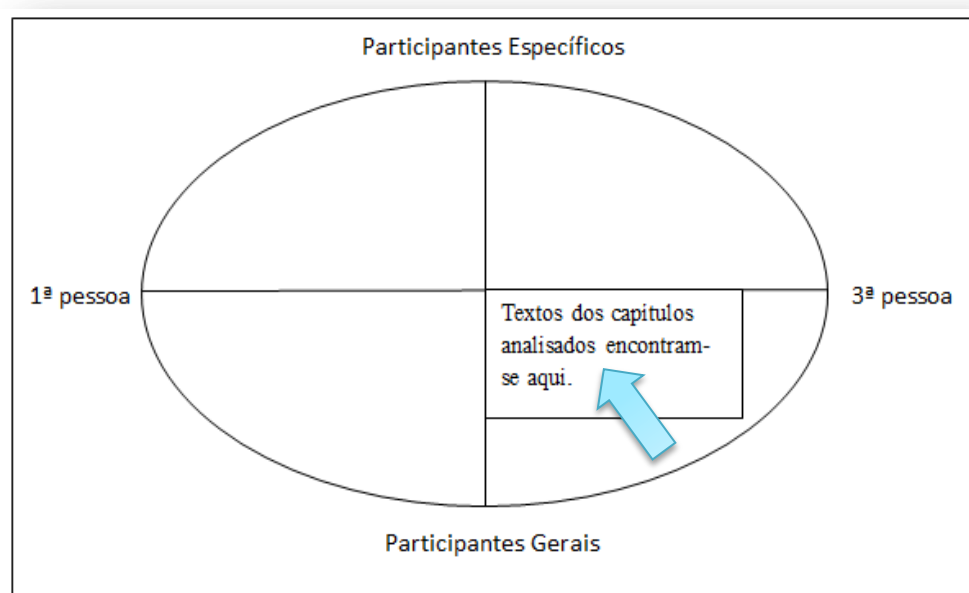 Participantes Específicos
1ª pessoa
3ª pessoa
Textos dos capitulos
analisados encontram-
se aqui.
Participantes Gerais